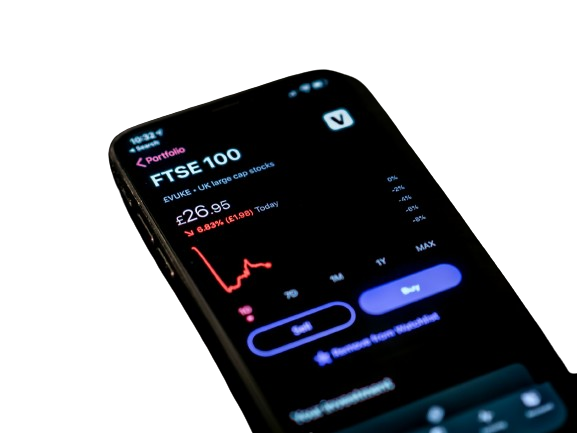 10:32
◀ Search
< Portfolio
V
FTSE 100
EVUKE • UK large cap stocks
£26.95
↘ 6.83% (£1.98) Today
0%
-2%
-4%
-6%
-8%
1D 7D 1M 1Y MAX
Sell Buy
Remove from Watchlist
Your investment